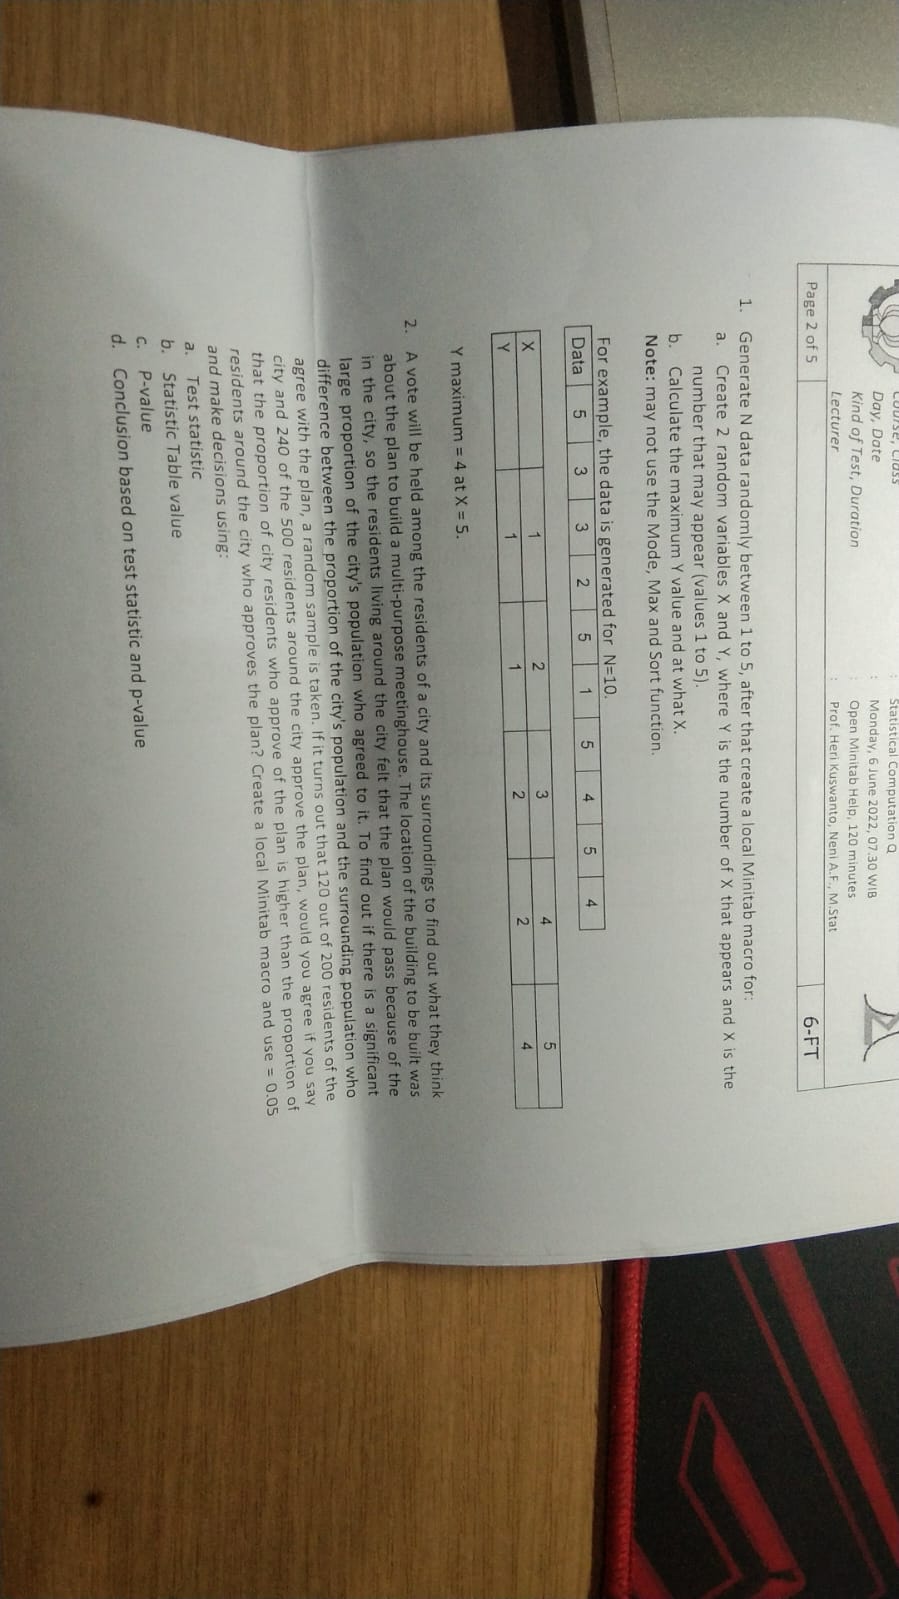 Course, Class : Statistical Computation Q
Day, Date : Monday, 6 June 2022, 07.30 WIB
Kind of Test, Duration : Open Minitab Help, 120 minutes
Lecturer : Prof. Heri Kuswanto, Neni A.F., M.Stat
Page 2 of 5 6-FT
1. Generate N data randomly between 1 to 5, after that create a local Minitab macro for:
a. Create 2 random variables X and Y, where Y is the number of X that appears and X is the
number that may appear (values 1 to 5).
b. Calculate the maximum Y value and at what X.
Note: may not use the Mode, Max and Sort function.
For example, the data is generated for N=10.
Data 5 3 3 2 5 1 5 4 5 4
X 1 2 3 4 5
Y 1 1 2 2 4
Y maximum = 4 at X = 5.
2. A vote will be held among the residents of a city and its surroundings to find out what they think
about the plan to build a multi-purpose meetinghouse. The location of the building to be built was
in the city, so the residents living around the city felt that the plan would pass because of the
large proportion of the city's population who agreed to it. To find out if there is a significant
difference between the proportion of the city's population and the surrounding population who
agree with the plan, a random sample is taken. If it turns out that 120 out of 200 residents of the
city and 240 of the 500 residents around the city approve the plan, would you agree if you say
that the proportion of city residents who approve of the plan is higher than the proportion of
residents around the city who approves the plan? Create a local Minitab macro and use = 0.05
and make decisions using:
a. Test statistic
b. Statistic Table value
c. P-value
d. Conclusion based on test statistic and p-value